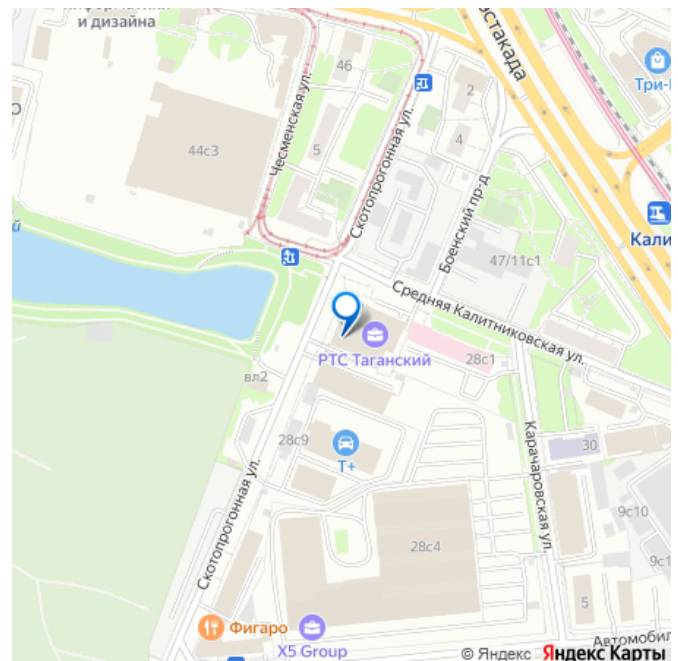 и дизайна
46
Чесменская ул.
5
44с3
Скотопрогонная ул.
2
4
Три-
Боенский пр-д
Кали
47/11с1
Средняя Калитниковская ул.
РТС Таганский
28с1
вл2
28с9
Т+
Карачаровская ул.
30
9с10
Скотопрогонная ул.
28с4
9с1
5
Фигаро
X5 Group
Автомобил
© Яндекс Яндекс Карты